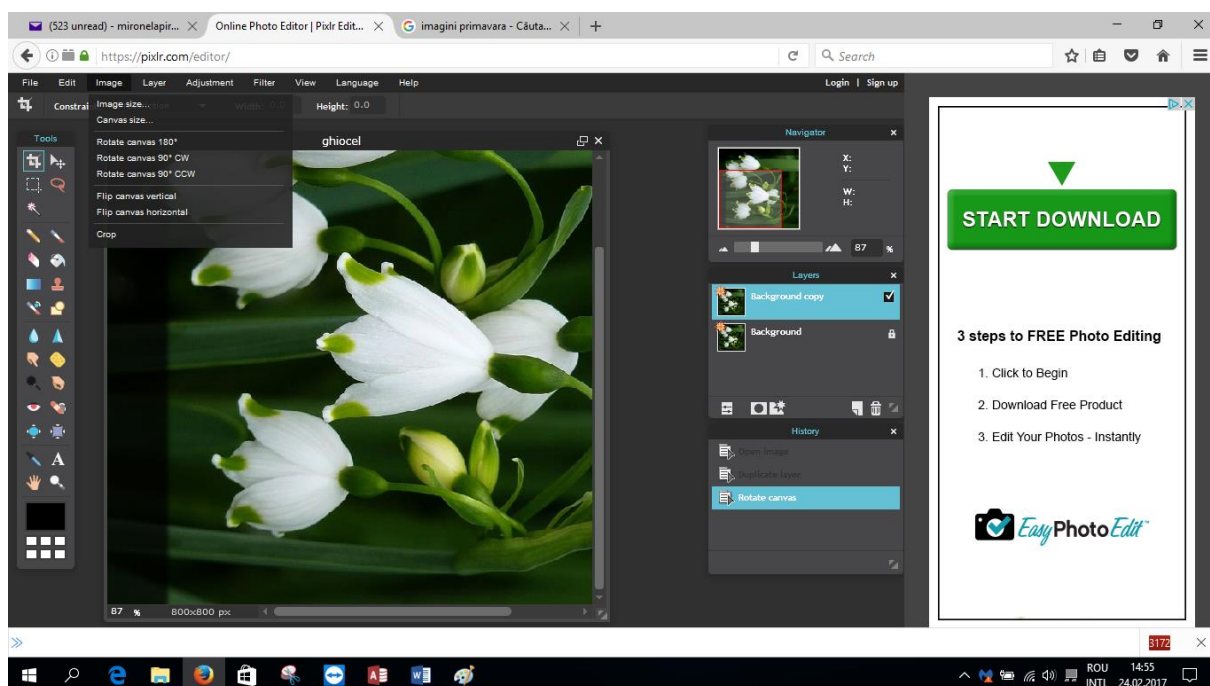 (523 unread) - mironelapir...
Online Photo Editor | Pixlr Edit...
imagini primavara - Căuta...
https://pixlr.com/editor/
Search
File Edit Image Layer Adjustment Filter View Language Help
Login | Sign up
Constrai
Height: 0.0
Image size...
Canvas size...
Rotate canvas 180°
Rotate canvas 90° CW
Rotate canvas 90° CCW
Flip canvas vertical
Flip canvas horizontal
Crop
Tools
A
ghiocel
87 %
800x800 px
Navigator
X:
Y:
W:
H:
87 %
Layers
Background copy
Background
History
Open image
Duplicate layer
Rotate canvas
START DOWNLOAD
3 steps to FREE Photo Editing
1. Click to Begin
2. Download Free Product
3. Edit Your Photos - Instantly
EasyPhotoEdit™
3172
ROU
INTL
14:55
24.02.2017